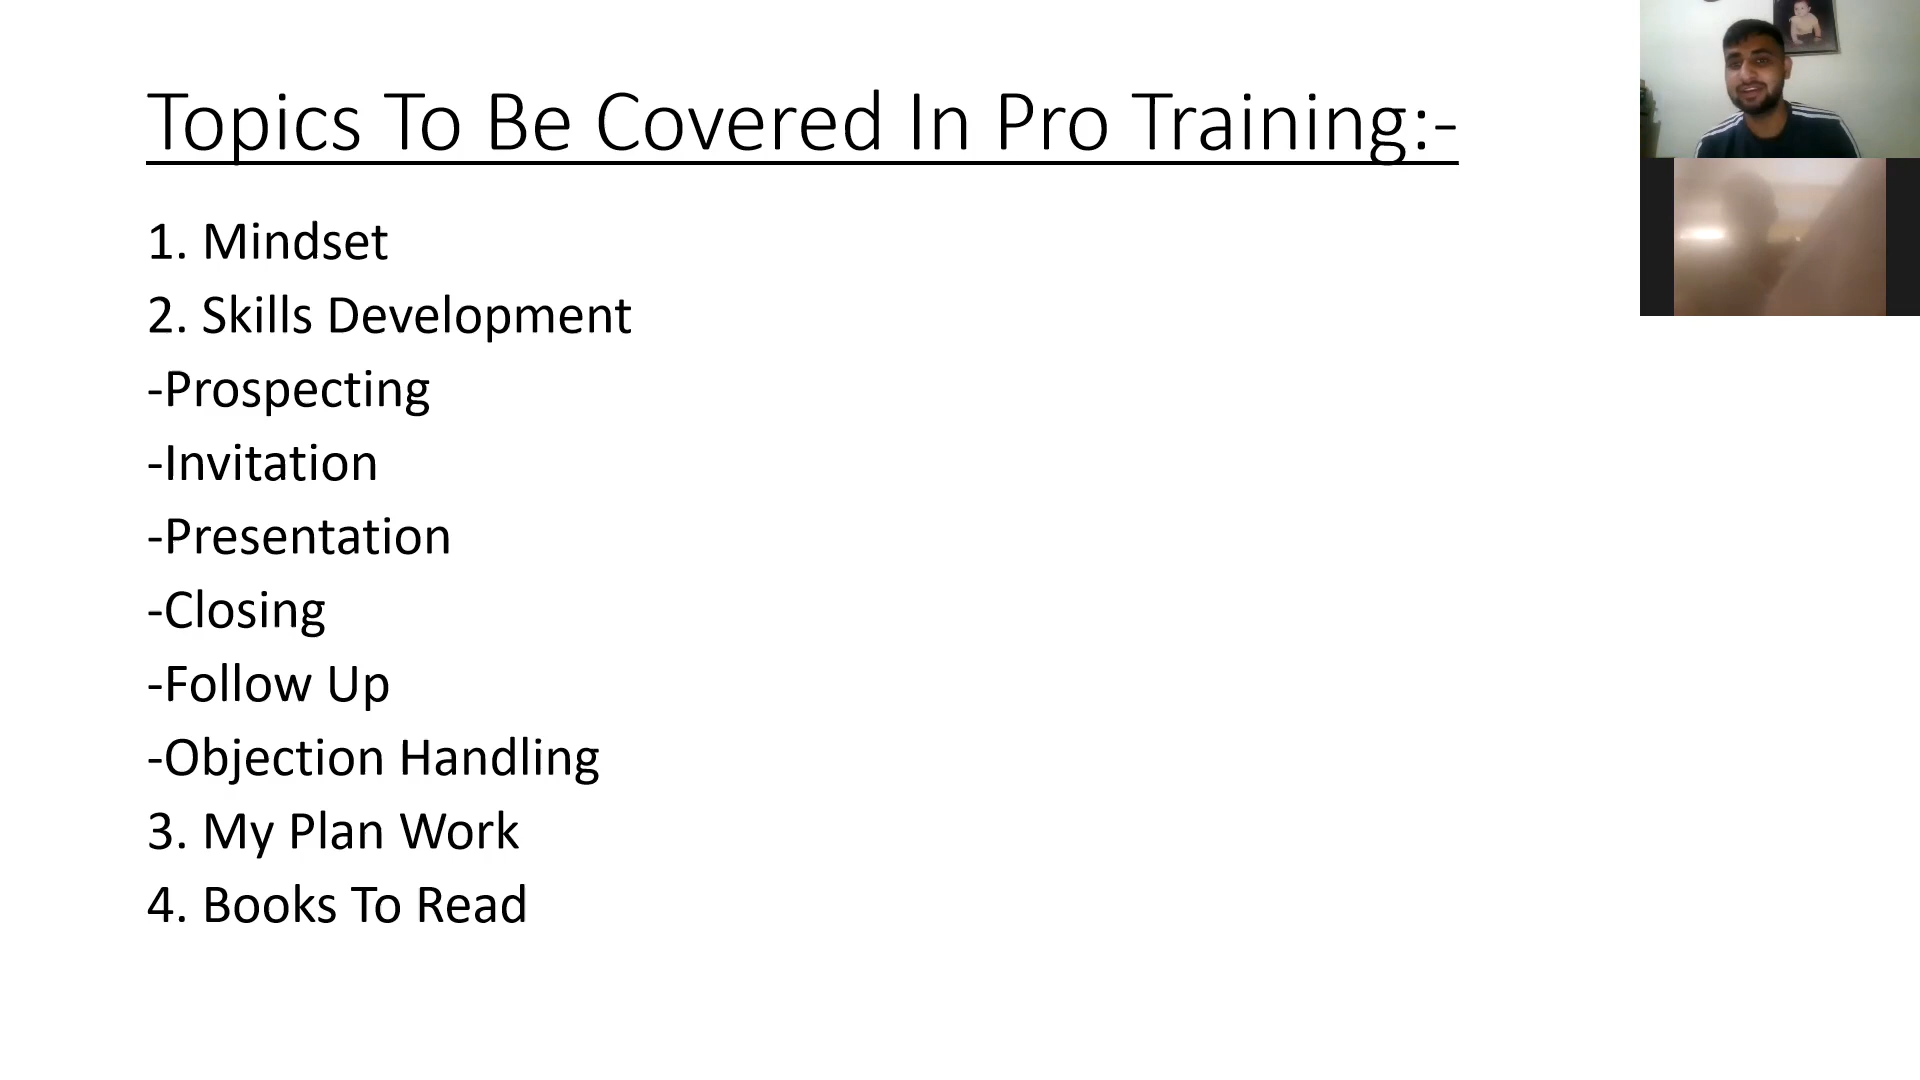 Topics To Be Covered In Pro Training:-
1. Mindset
2. Skills Development
-Prospecting
-Invitation
-Presentation
-Closing
-Follow Up
-Objection Handling
3. My Plan Work
4. Books To Read